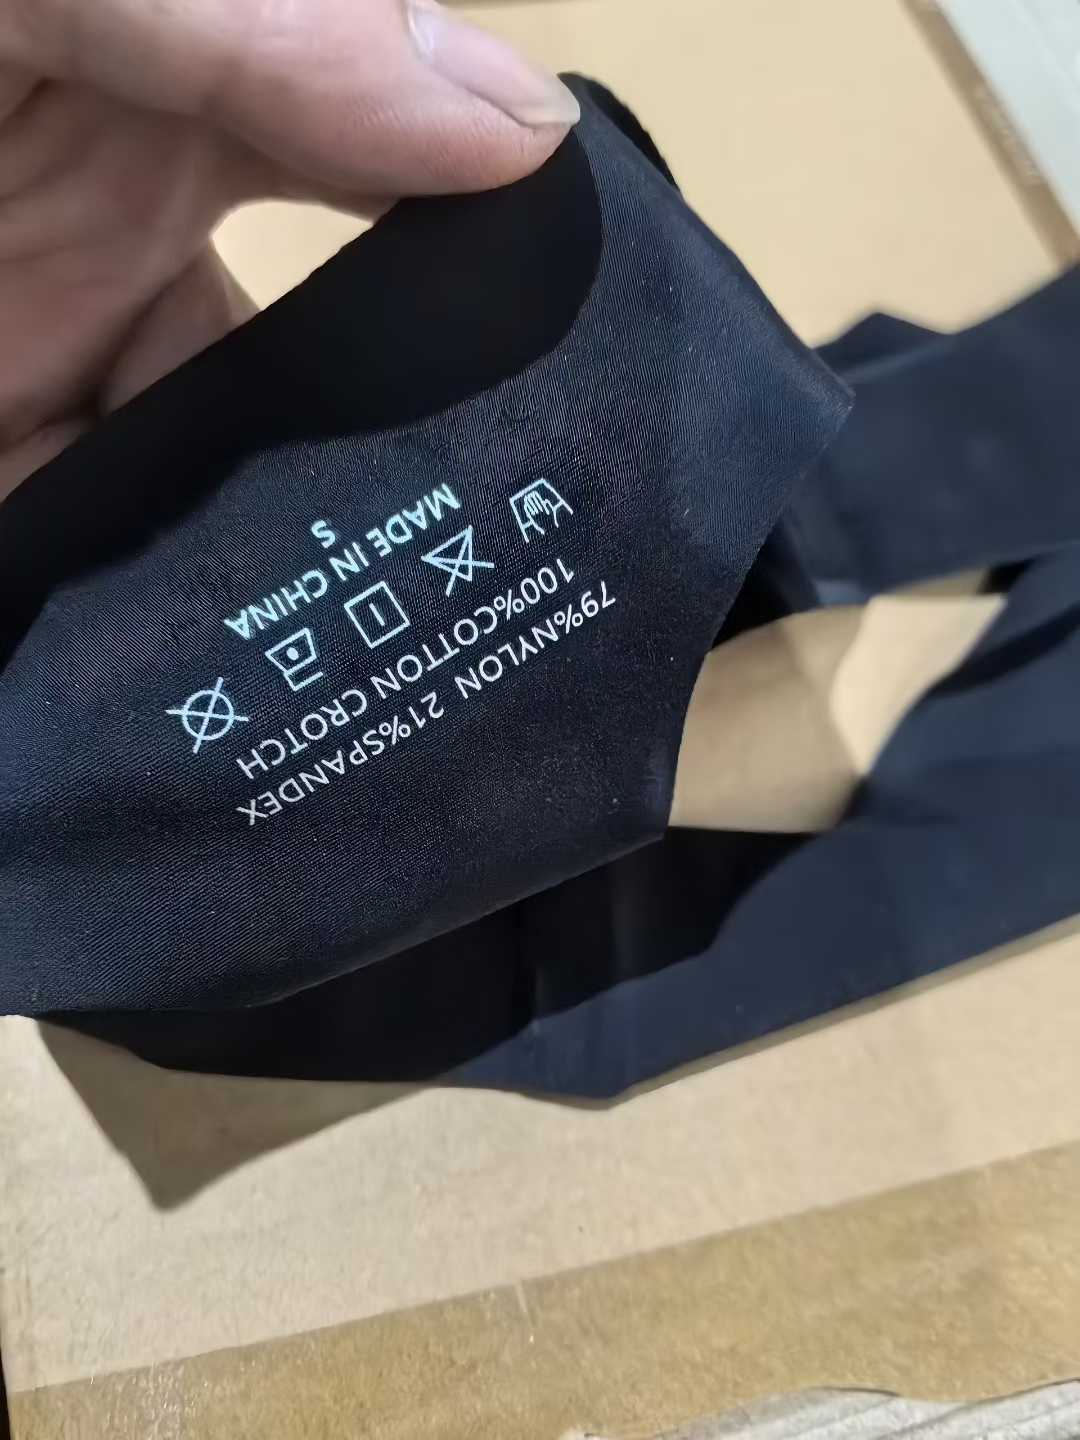 79%NYLON 21%SPANDEX
100%COTTON CROTCH
MADE IN CHINA
S